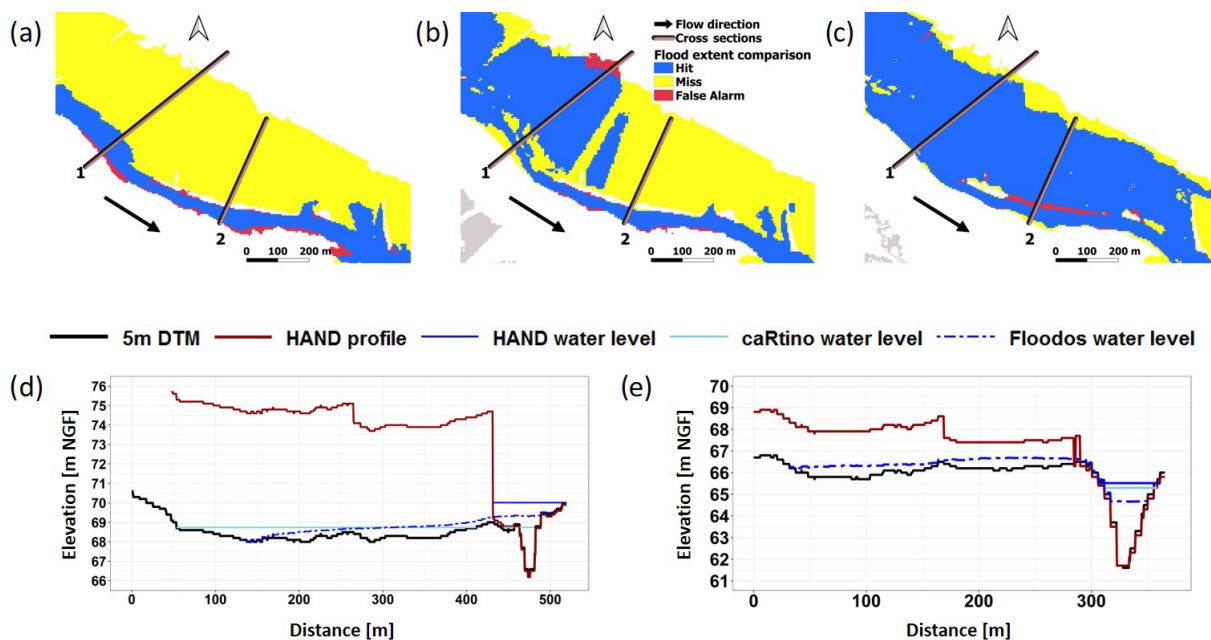 (a)
1
2
0 100 200 m
(b)
Flow direction
Cross sections
Flood extent comparison
Hit
Miss
False Alarm
1
2
0 100 200 m
(c)
1
2
0 100 200 m
5m DTM HAND profile HAND water level caRtino water level Floodos water level
(d)
Elevation [m NGF]
76
75
74
73
72
71
70
69
68
67
66
0 100 200 300 400 500
Distance [m]
(e)
Elevation [m NGF]
70
69
68
67
66
65
64
63
62
61
0 100 200 300
Distance [m]